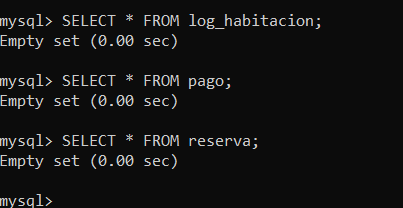 mysql> SELECT * FROM log_habitacion;
Empty set (0.00 sec)
mysql> SELECT * FROM pago;
Empty set (0.00 sec)
mysql> SELECT * FROM reserva;
Empty set (0.00 sec)
mysql>